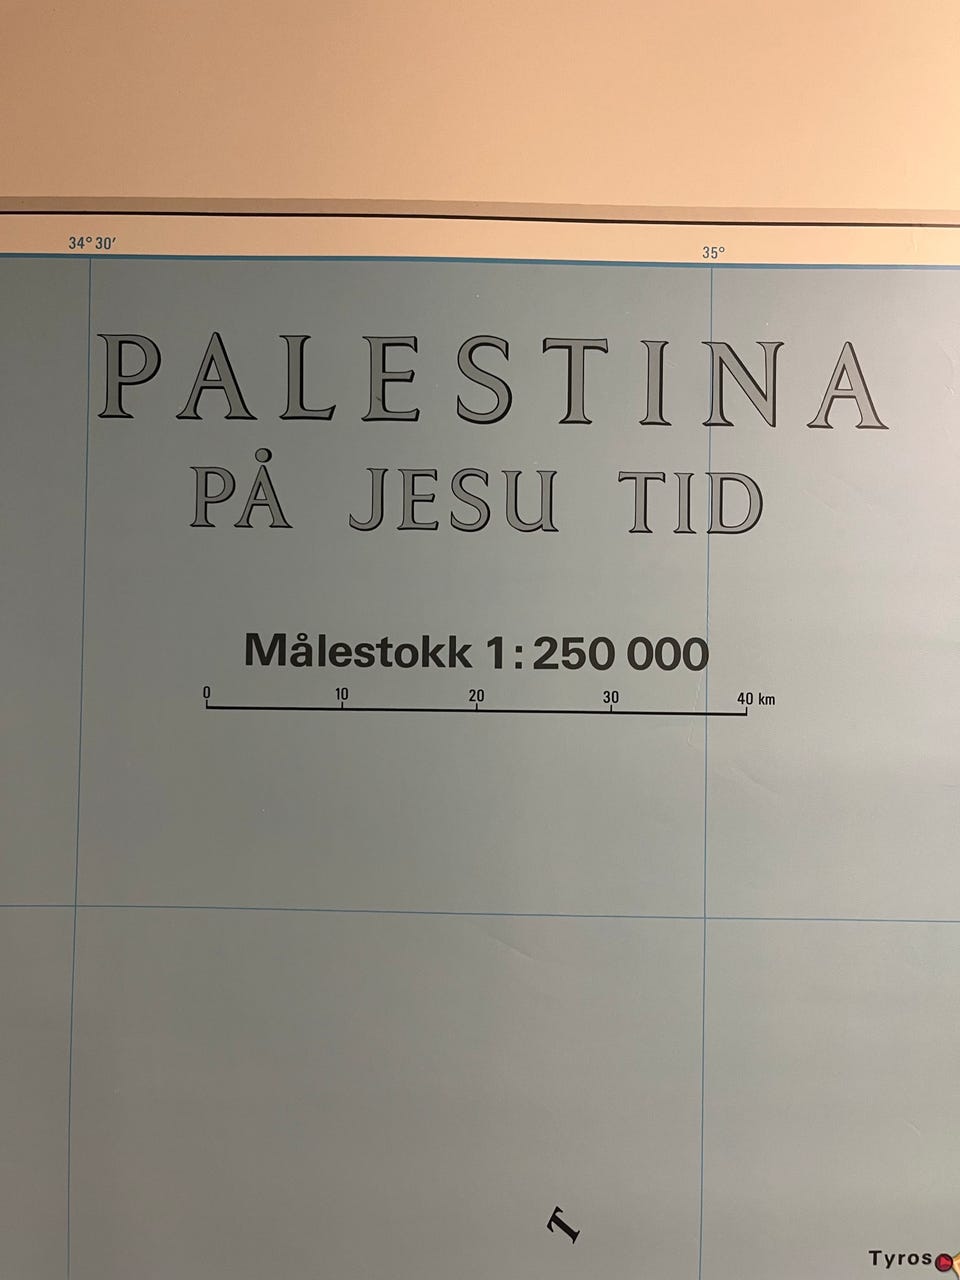 34° 30′ 35°
PALESTINA
PÅ JESU TID
Målestokk 1:250 000
0 10 20 30 40 km
T
Tyros